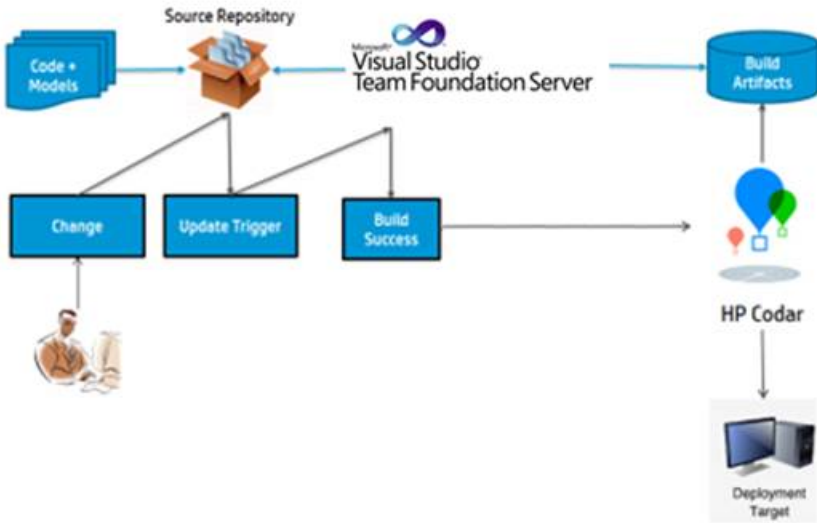 Source Repository
Code +
Models
Microsoft®
Visual Studio®
Team Foundation Server
Build
Artifacts
Change
Update Trigger
Build
Success
HP Codar
Deployment
Target